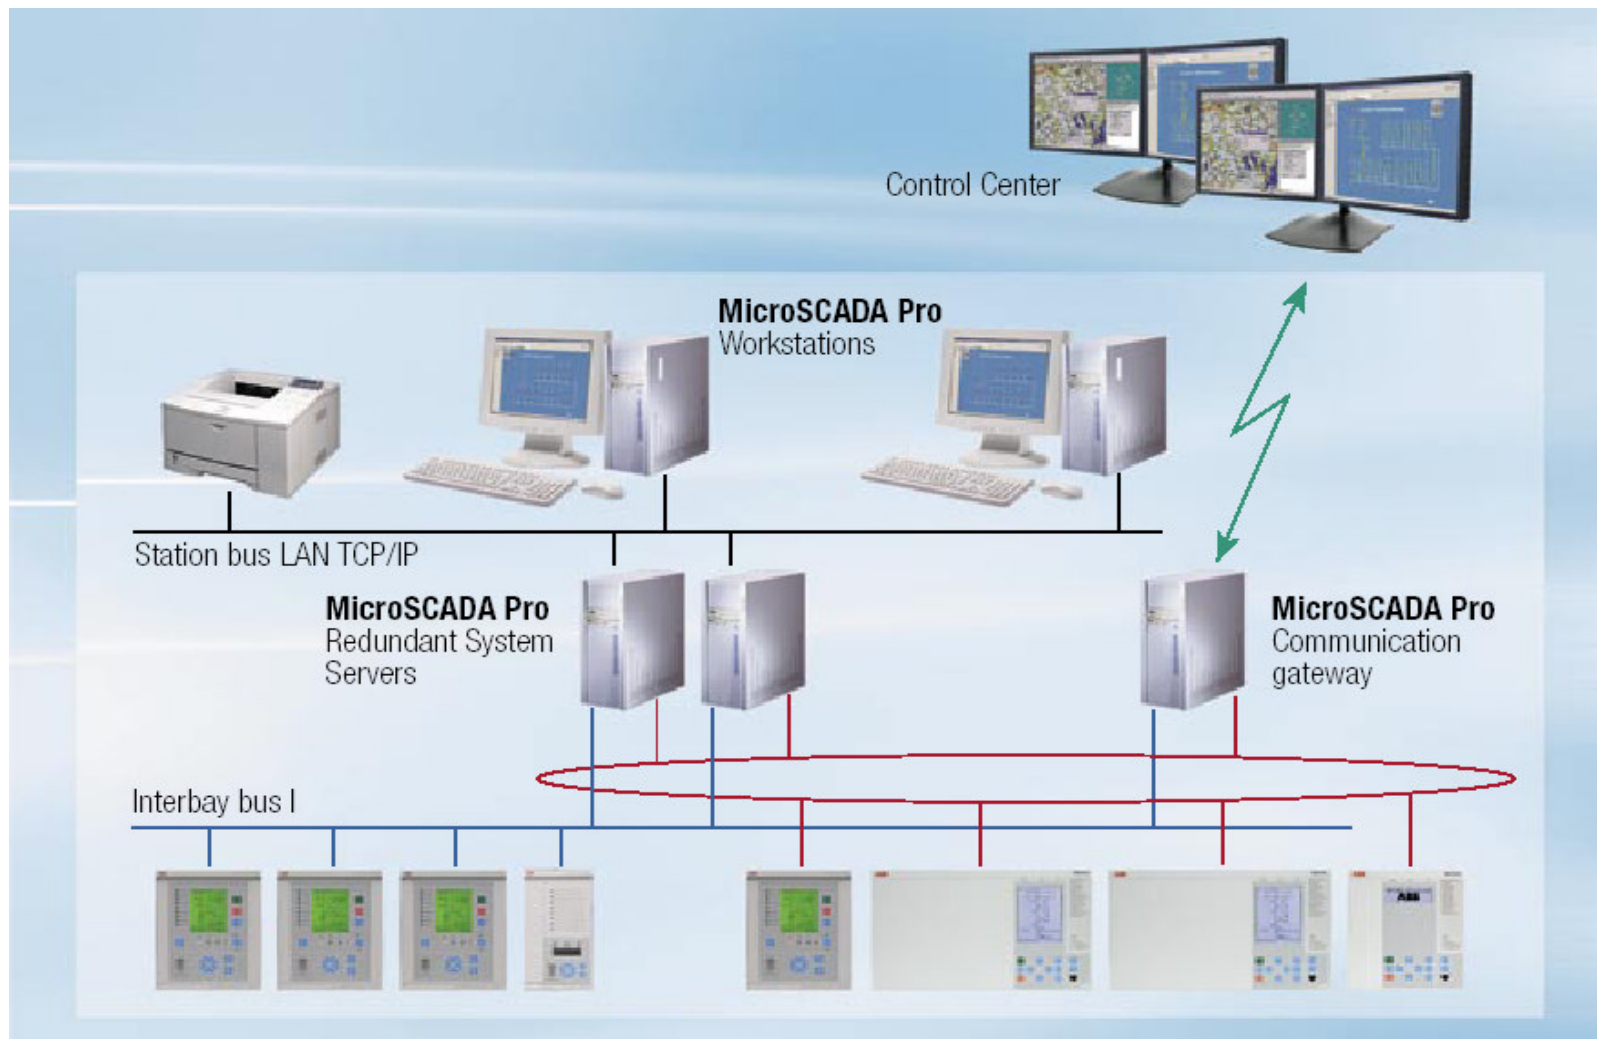 Control Center
MicroSCADA Pro
Workstations
Station bus LAN TCP/IP
MicroSCADA Pro
Redundant System
Servers
MicroSCADA Pro
Communication
gateway
Interbay bus I
ABB